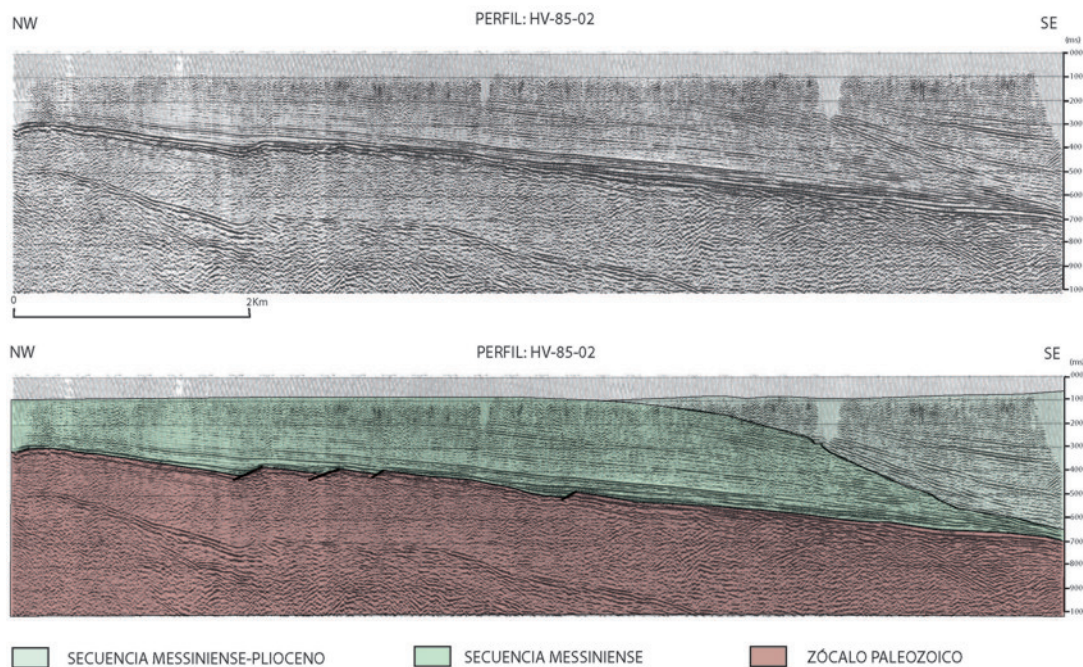 PERFIL: HV-85-02
NW
SE
(ms)
000
100
200
300
400
500
600
700
800
900
1000
0
2Km
NW
PERFIL: HV-85-02
SE
(ms)
000
100
200
300
400
500
600
700
800
900
1000
SECUENCIA MESSINIENSE-PLIOCENO
SECUENCIA MESSINIENSE
ZÓCALO PALEOZOICO